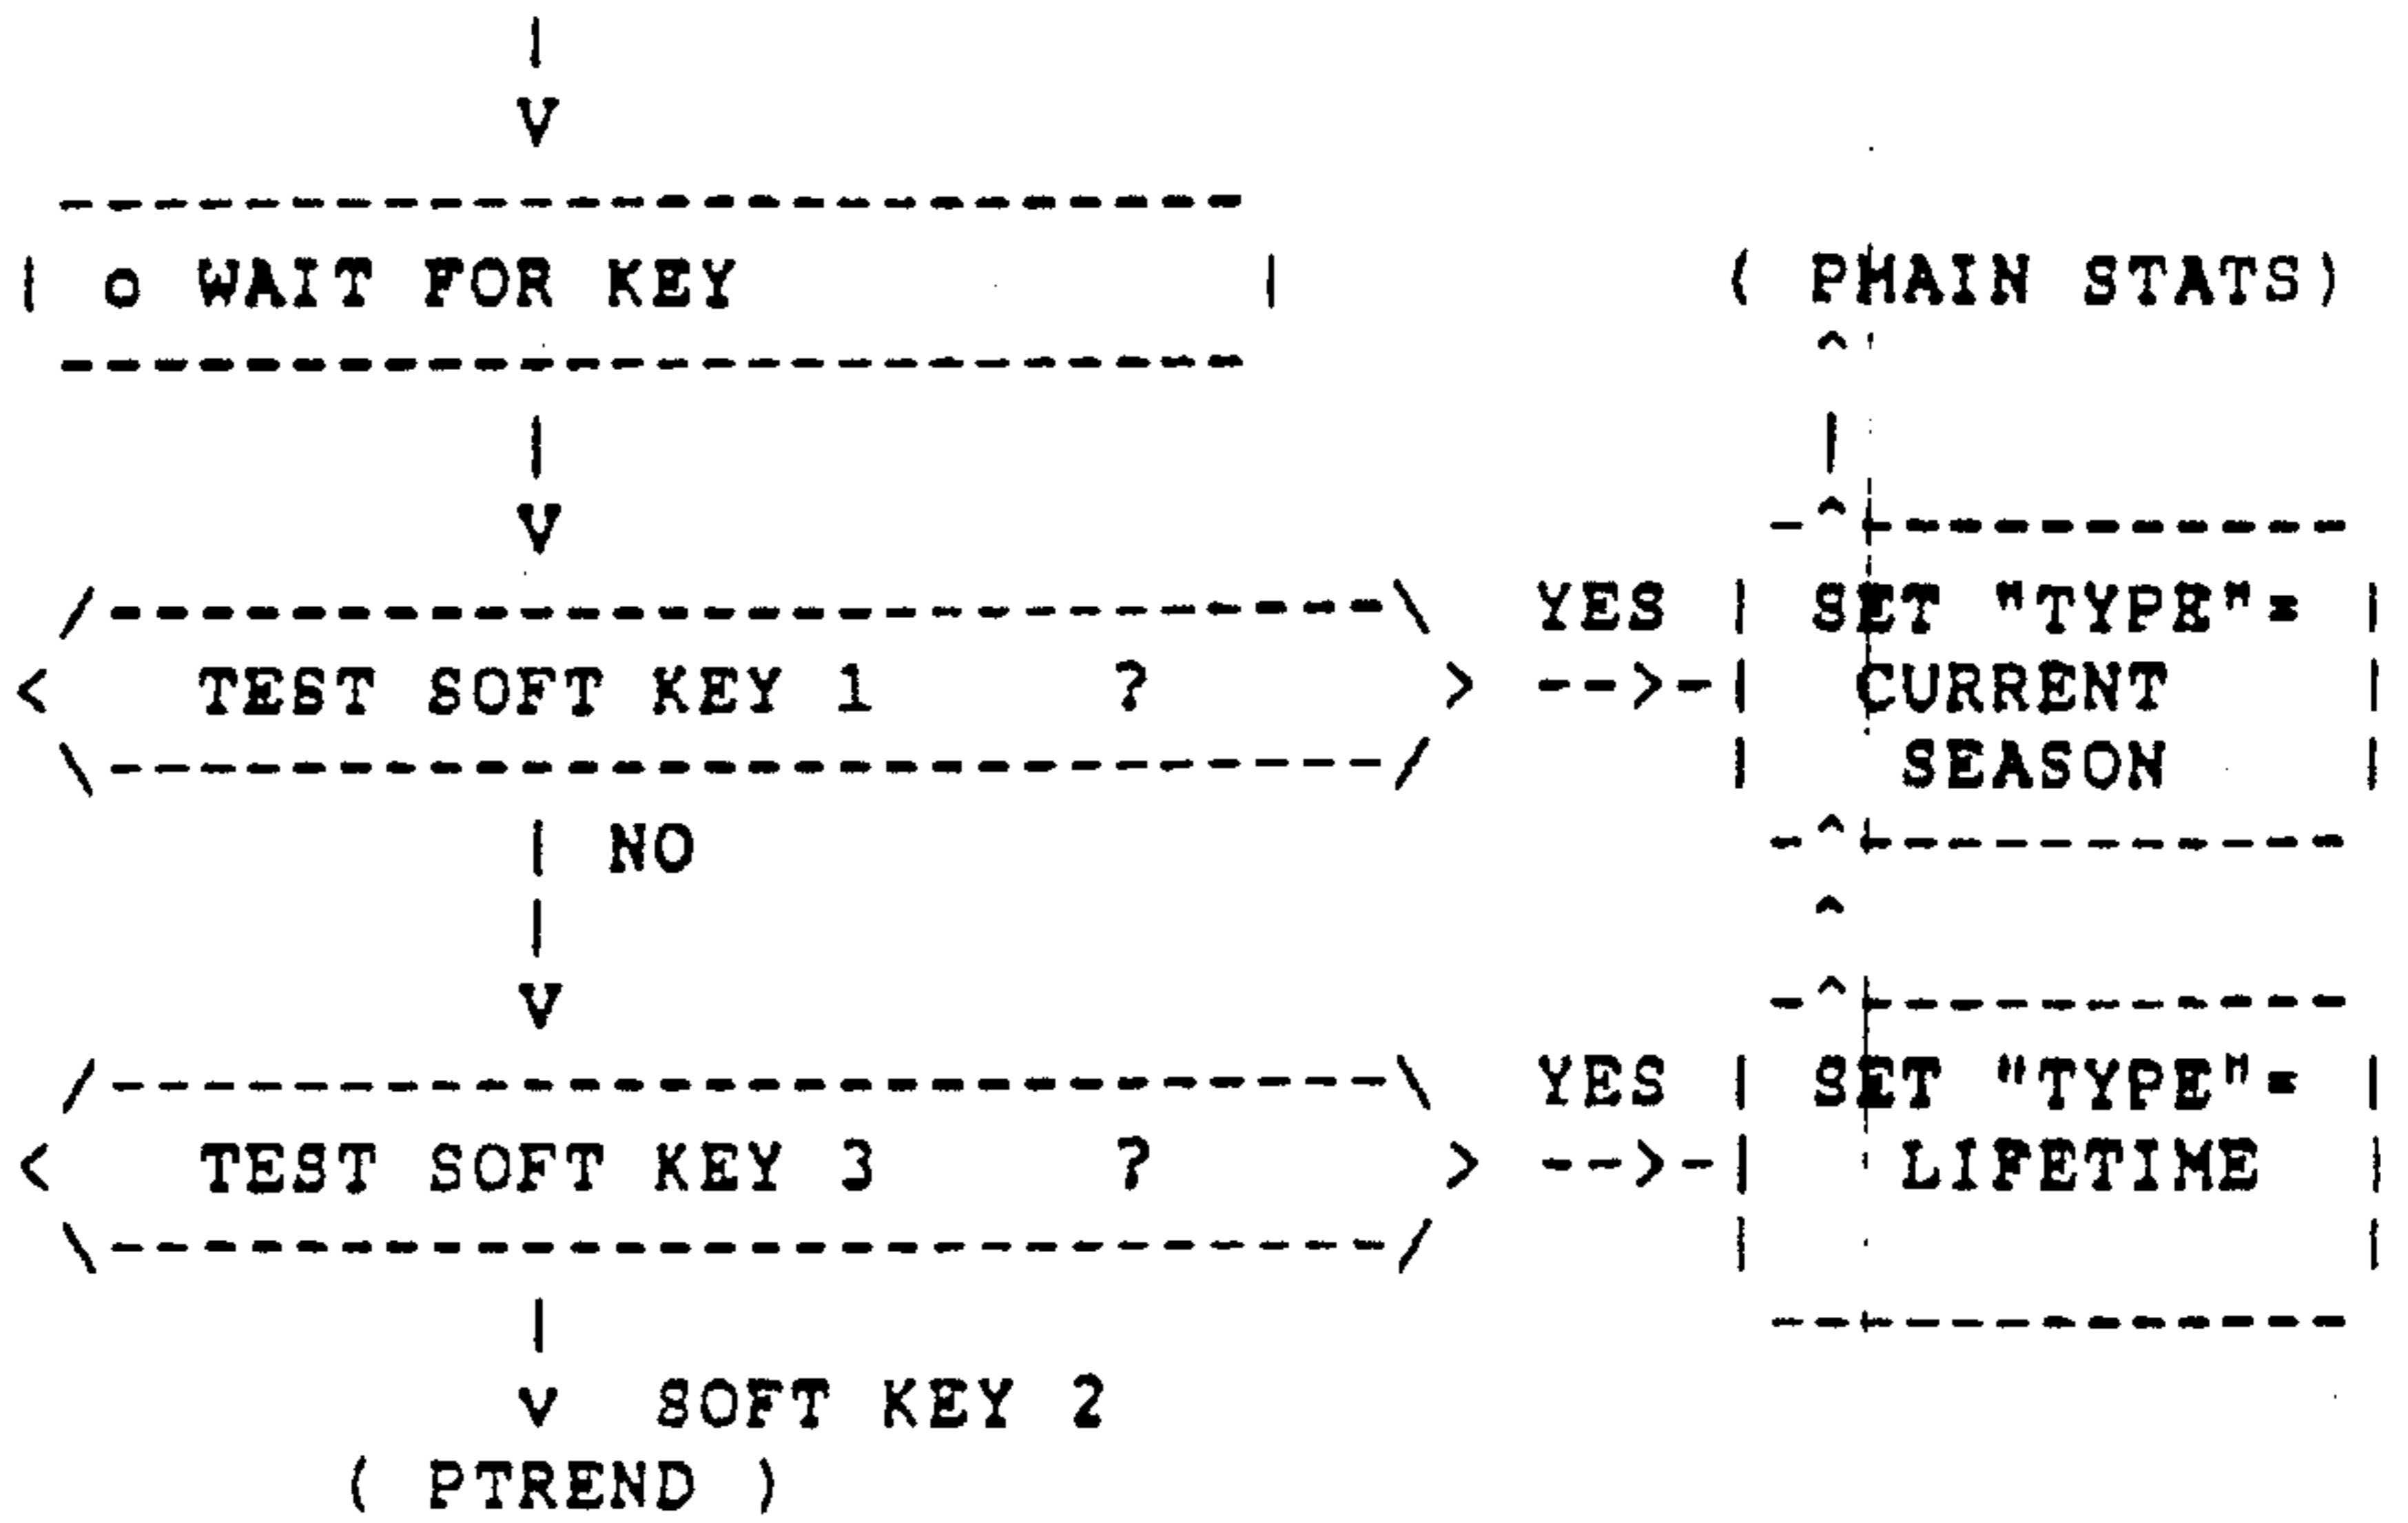 o WAIT FOR KEY
( PMAIN STATS)
TEST SOFT KEY 1 ?
YES
SET "TYPE"=
CURRENT
SEASON
NO
TEST SOFT KEY 3 ?
YES
SET "TYPE"=
LIFETIME
SOFT KEY 2
( PTREND )